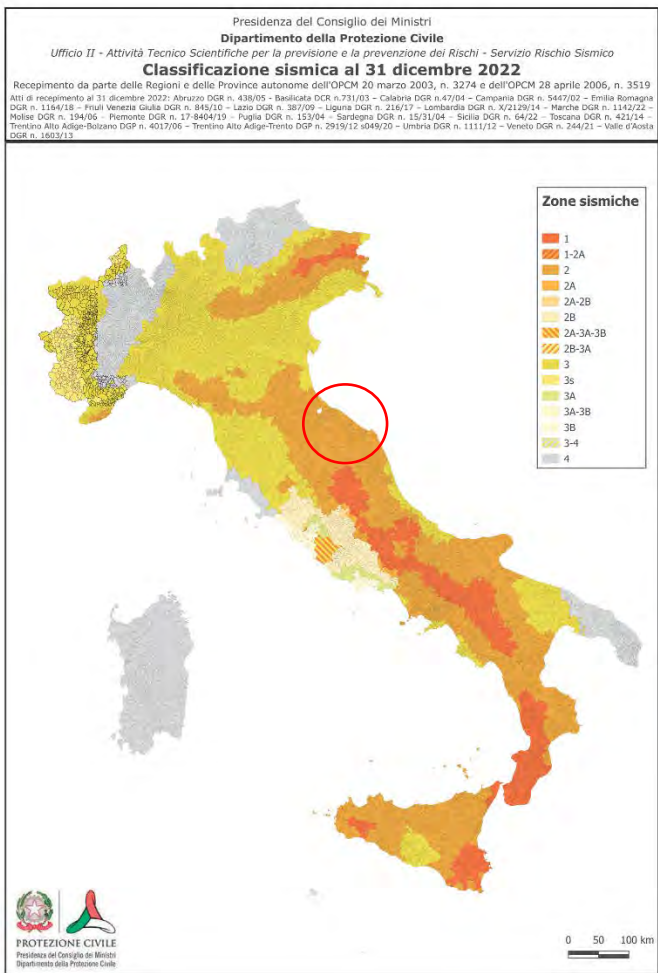 Presidenza del Consiglio dei Ministri
Dipartimento della Protezione Civile
Ufficio II - Attività Tecnico Scientifiche per la previsione e la prevenzione dei Rischi - Servizio Rischio Sismico
Classificazione sismica al 31 dicembre 2022
Recepimento da parte delle Regioni e delle Province autonome dell'OPCM 20 marzo 2003, n. 3274 e dell'OPCM 28 aprile 2006, n. 3519
Atti di recepimento al 31 dicembre 2022: Abruzzo DGR n. 438/05 - Basilicata DCR n.731/03 – Calabria DGR n.47/04 – Campania DGR n. 5447/02 – Emilia Romagna
DGR n. 1164/18 – Friuli Venezia Giulia DGR n. 845/10 – Lazio DGR n. 387/09 – Liguria DGR n. 216/17 – Lombardia DGR n. X/2129/14 – Marche DGR n. 1142/22 –
Molise DGR n. 194/06 – Piemonte DGR n. 17-8404/19 – Puglia DGR n. 153/04 – Sardegna DGR n. 15/31/04 – Sicilia DGR n. 64/22 – Toscana DGR n. 421/14 –
Trentino Alto Adige-Bolzano DGP n. 4017/06 – Trentino Alto Adige-Trento DGP n. 2919/12 s049/20 – Umbria DGR n. 1111/12 – Veneto DGR n. 244/21 – Valle d'Aosta
DGR n. 1603/13
Zone sismiche
1
1-2A
2
2A
2A-2B
2B
2A-3A-3B
2B-3A
3
3s
3A
3A-3B
3B
3-4
4
PROTEZIONE CIVILE
Presidenza del Consiglio dei Ministri
Dipartimento della Protezione Civile
0 50 100 km